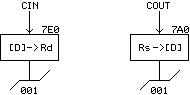 CIN COUT
7E0 7A0
[D]->Rd Rs->[D]
001 001